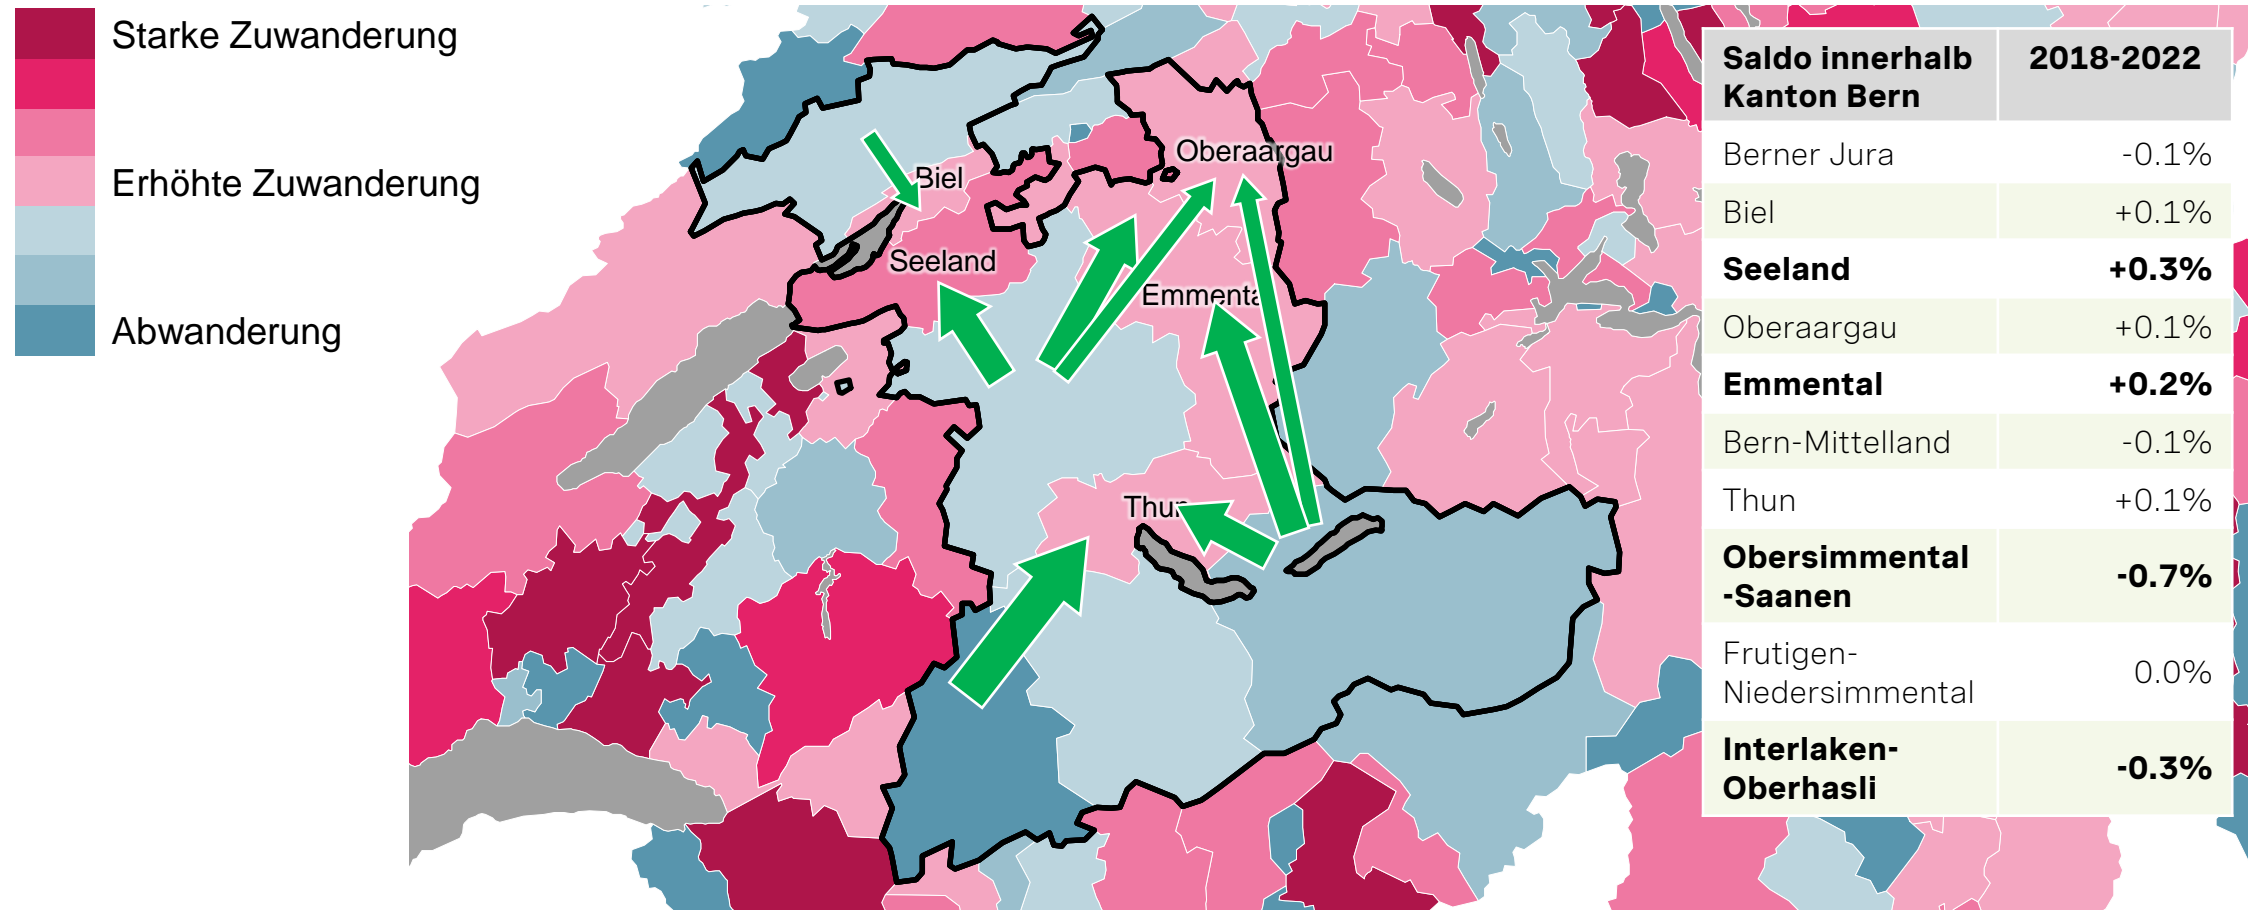 Starke Zuwanderung
Erhöhte Zuwanderung
Abwanderung
Biel
Oberaargau
Seeland
Emmenta
Thun
Saldo innerhalb Kanton Bern 2018-2022
Berner Jura -0.1%
Biel +0.1%
Seeland +0.3%
Oberaargau +0.1%
Emmental +0.2%
Bern-Mittelland -0.1%
Thun +0.1%
Obersimmental
-Saanen -0.7%
Frutigen-
Niedersimmental 0.0%
Interlaken-
Oberhasli -0.3%